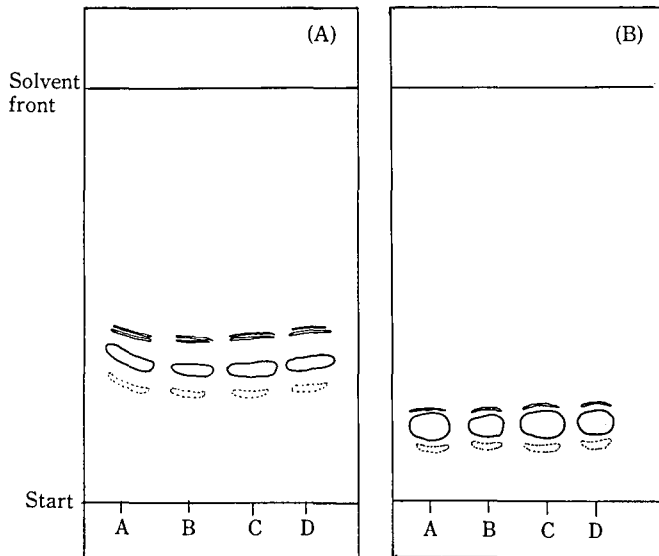 (A)
(B)
Solvent
front
Start
A B C D
A B C D